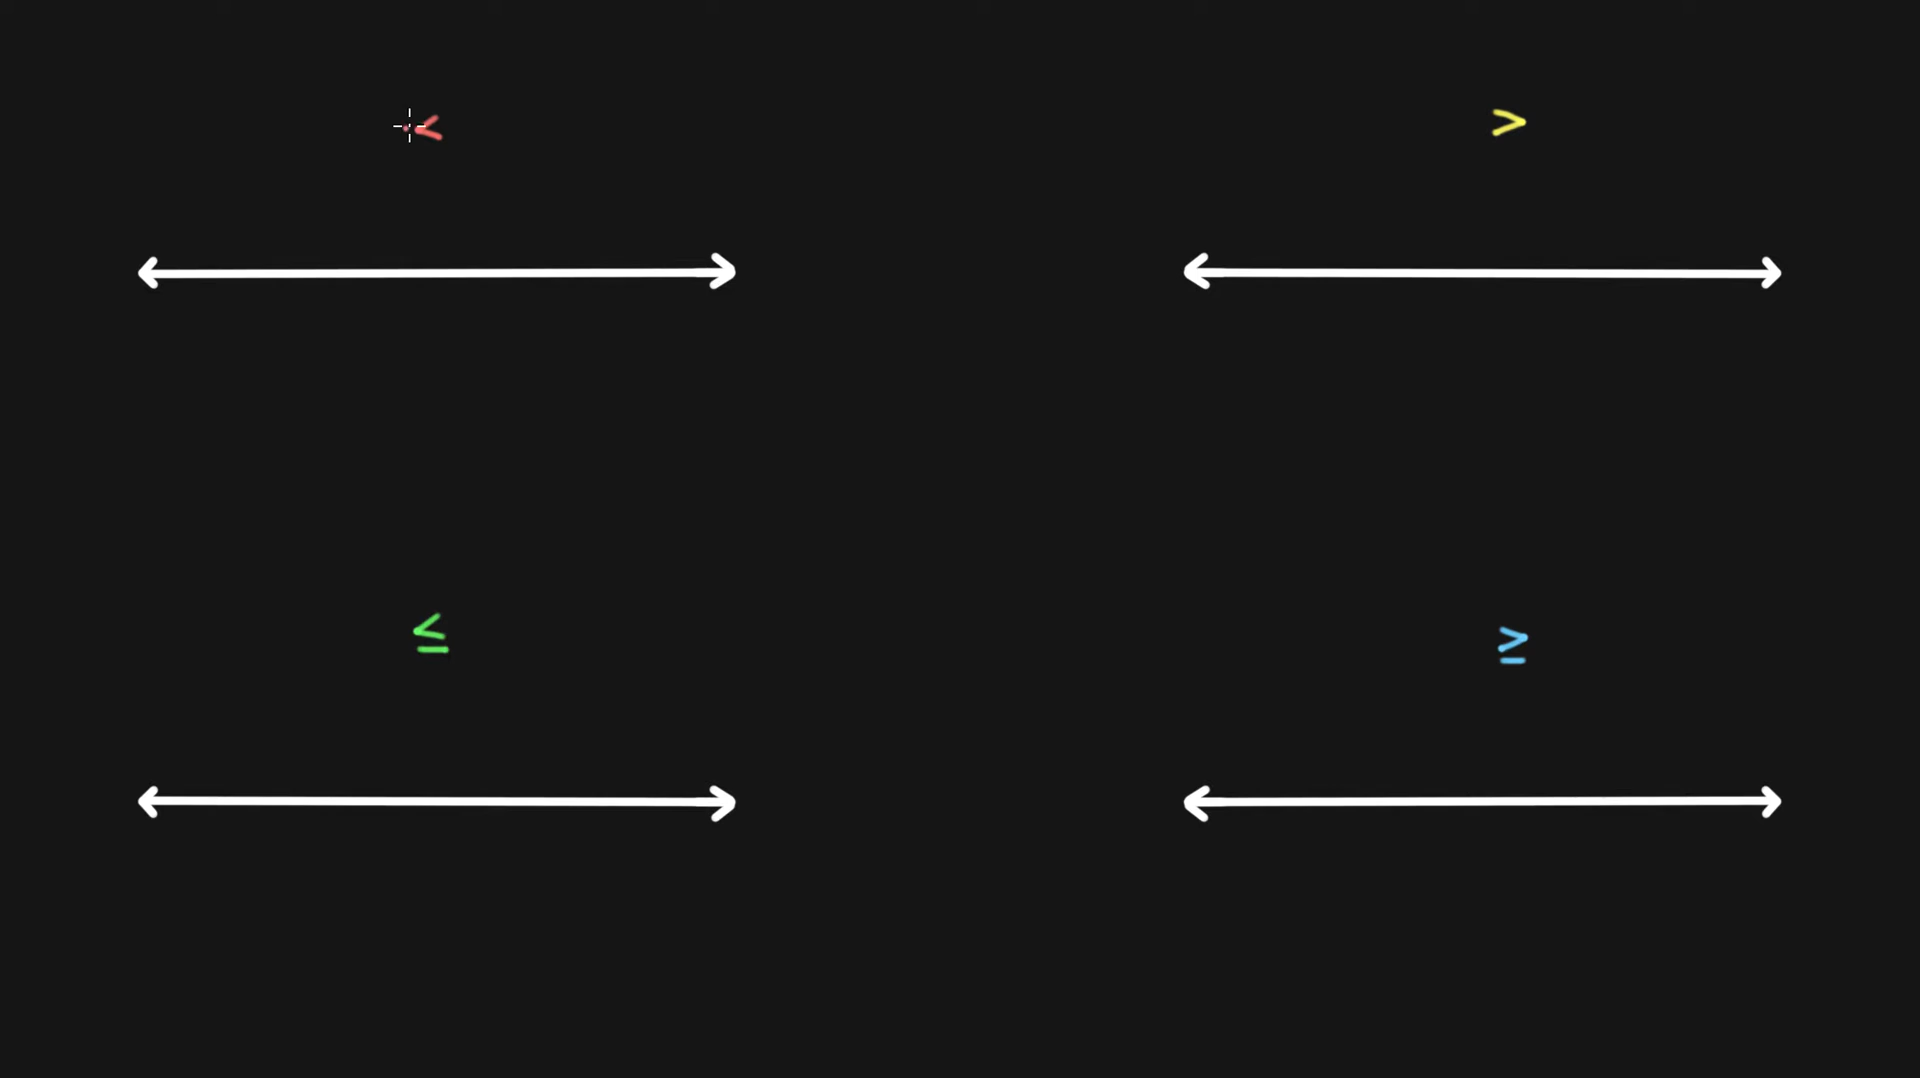 < >
≤ ≥